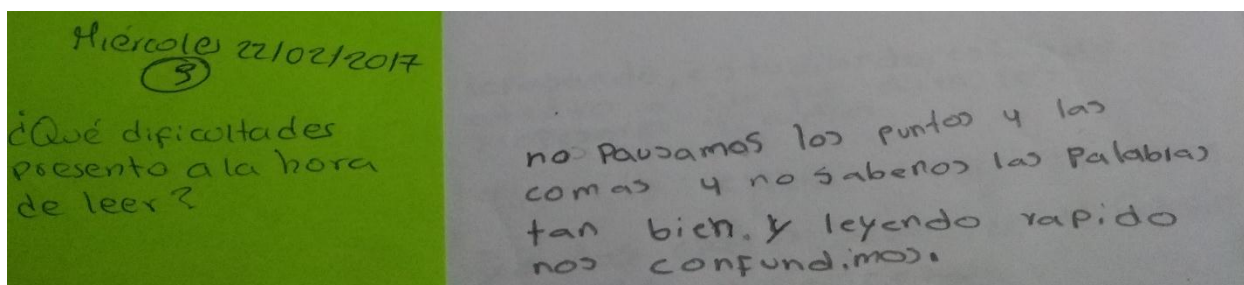 Miércoles 22/02/2017
3
¿Qué dificultades
presento a la hora
de leer?
no Pausamos los puntos y las
comas y no sabenos las Palabras
tan bien. y leyendo rapido
nos confundimos.